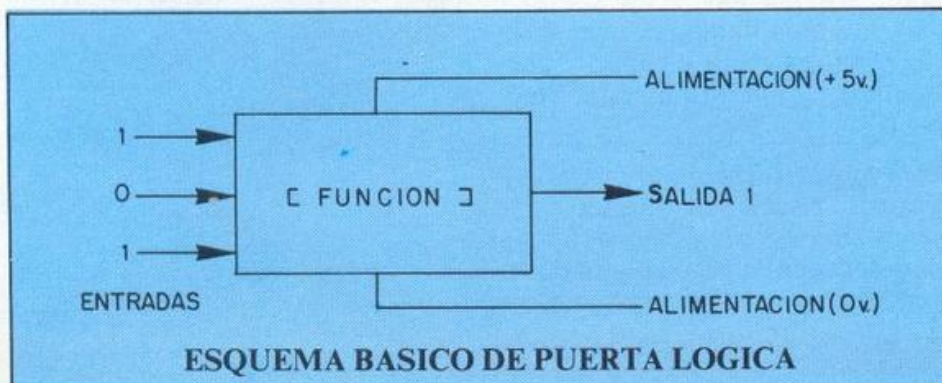 ALIMENTACION (+ 5v.)
1
0
[ FUNCION ]
SALIDA 1
1
ENTRADAS
ALIMENTACION (0v.)
ESQUEMA BASICO DE PUERTA LOGICA